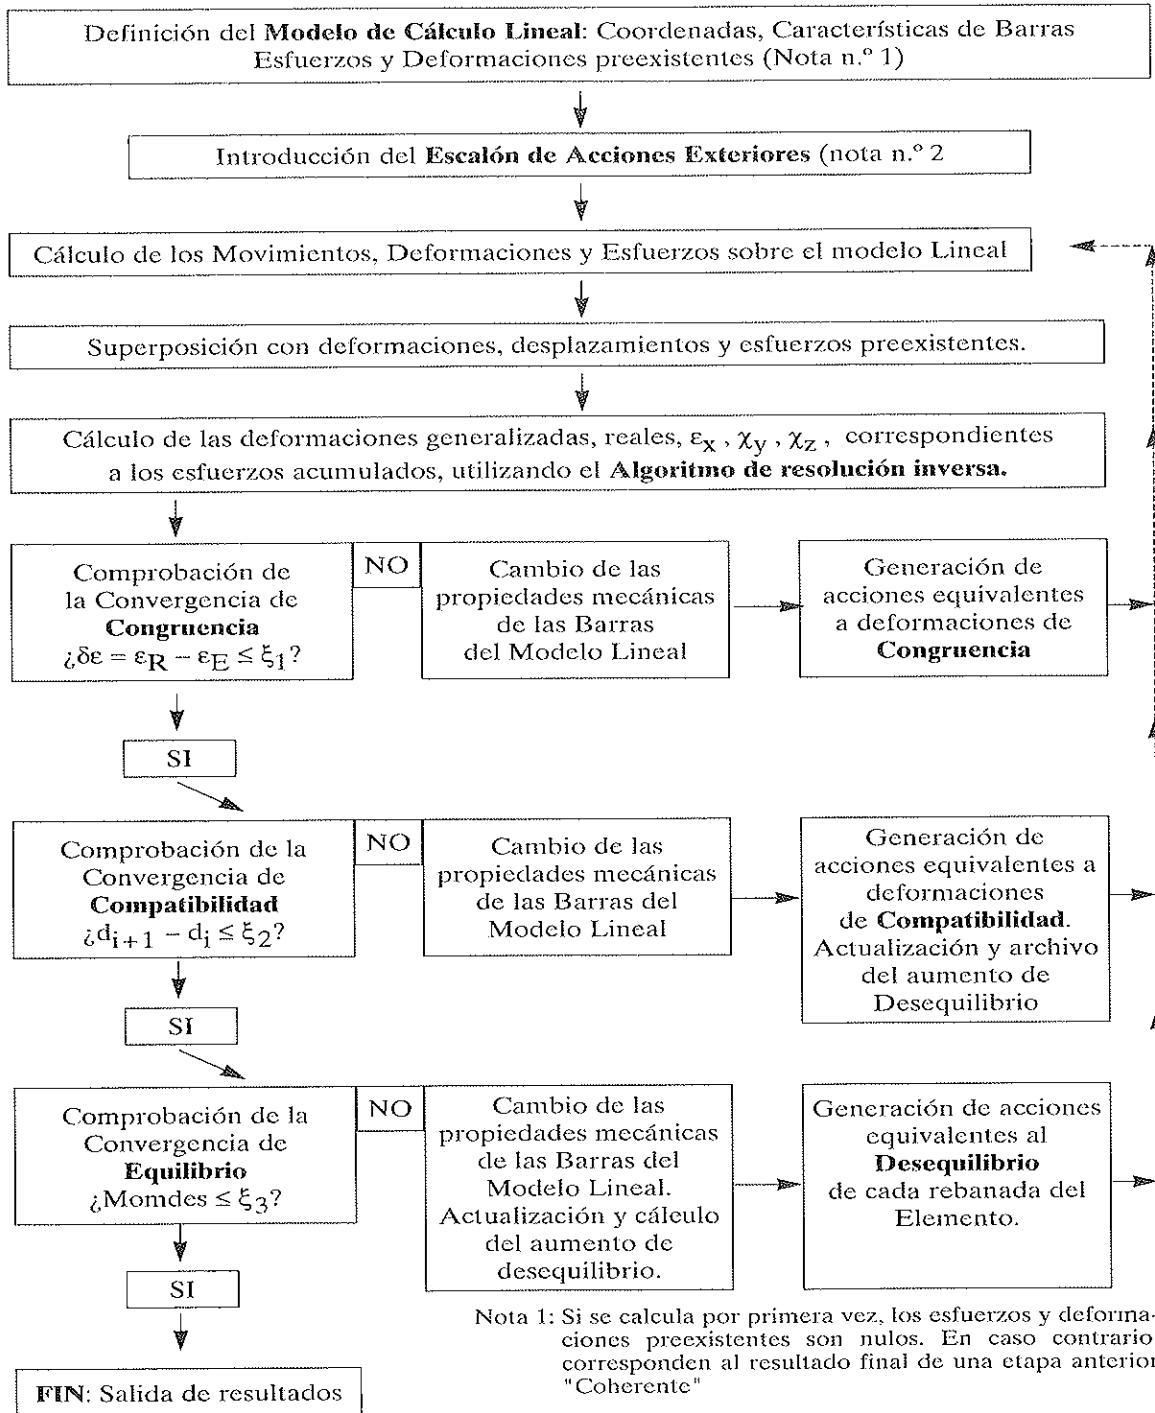 Definición del Modelo de Cálculo Lineal: Coordenadas, Características de Barras
Esfuerzos y Deformaciones preexistentes (Nota n.º 1)
Introducción del Escalón de Acciones Exteriores (nota n.º 2
Cálculo de los Movimientos, Deformaciones y Esfuerzos sobre el modelo Lineal
Superposición con deformaciones, desplazamientos y esfuerzos preexistentes.
Cálculo de las deformaciones generalizadas, reales, εx , χy , χz , correspondientes
a los esfuerzos acumulados, utilizando el Algoritmo de resolución inversa.
Comprobación de
la Convergencia de
Congruencia
¿δε = εR − εE ≤ ξ1?
NO
Cambio de las
propiedades mecánicas
de las Barras
del Modelo Lineal
Generación de
acciones equivalentes
a deformaciones de
Congruencia
SI
Comprobación de la
Convergencia de
Compatibilidad
¿di+1 − di ≤ ξ2?
NO
Cambio de las
propiedades mecánicas
de las Barras del
Modelo Lineal
Generación de
acciones equivalentes a
deformaciones
de Compatibilidad.
Actualización y archivo
del aumento de
Desequilibrio
SI
Comprobación de la
Convergencia de
Equilibrio
¿Momdes ≤ ξ3?
NO
Cambio de las
propiedades mecánicas
de las Barras del
Modelo Lineal.
Actualización y cálculo
del aumento de
desequilibrio.
Generación de acciones
equivalentes al
Desequilibrio
de cada rebanada del
Elemento.
SI
FIN: Salida de resultados
Nota 1: Si se calcula por primera vez, los esfuerzos y deforma-
ciones preexistentes son nulos. En caso contrario
corresponden al resultado final de una etapa anterior
"Coherente"